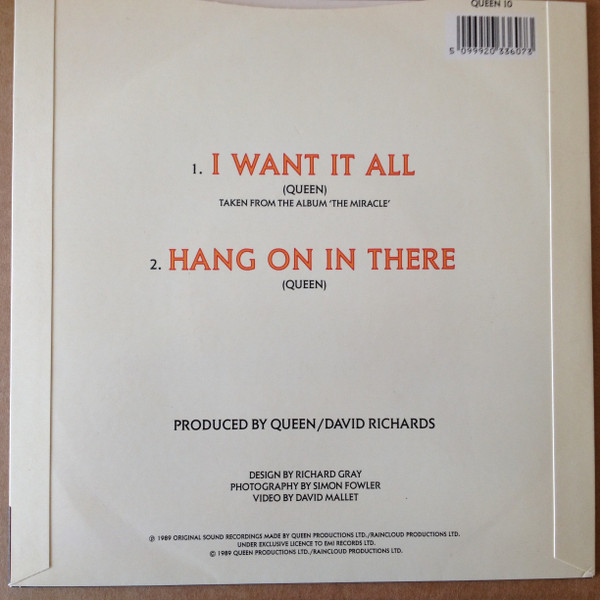 QUEEN 10
5 099920 336073
1. I WANT IT ALL
(QUEEN)
TAKEN FROM THE ALBUM 'THE MIRACLE'
2. HANG ON IN THERE
(QUEEN)
PRODUCED BY QUEEN/DAVID RICHARDS
DESIGN BY RICHARD GRAY
PHOTOGRAPHY BY SIMON FOWLER
VIDEO BY DAVID MALLET
℗ 1989 ORIGINAL SOUND RECORDINGS MADE BY QUEEN PRODUCTIONS LTD./RAINCLOUD PRODUCTIONS LTD.
UNDER EXCLUSIVE LICENCE TO EMI RECORDS LTD.
© 1989 QUEEN PRODUCTIONS LTD./RAINCLOUD PRODUCTIONS LTD.